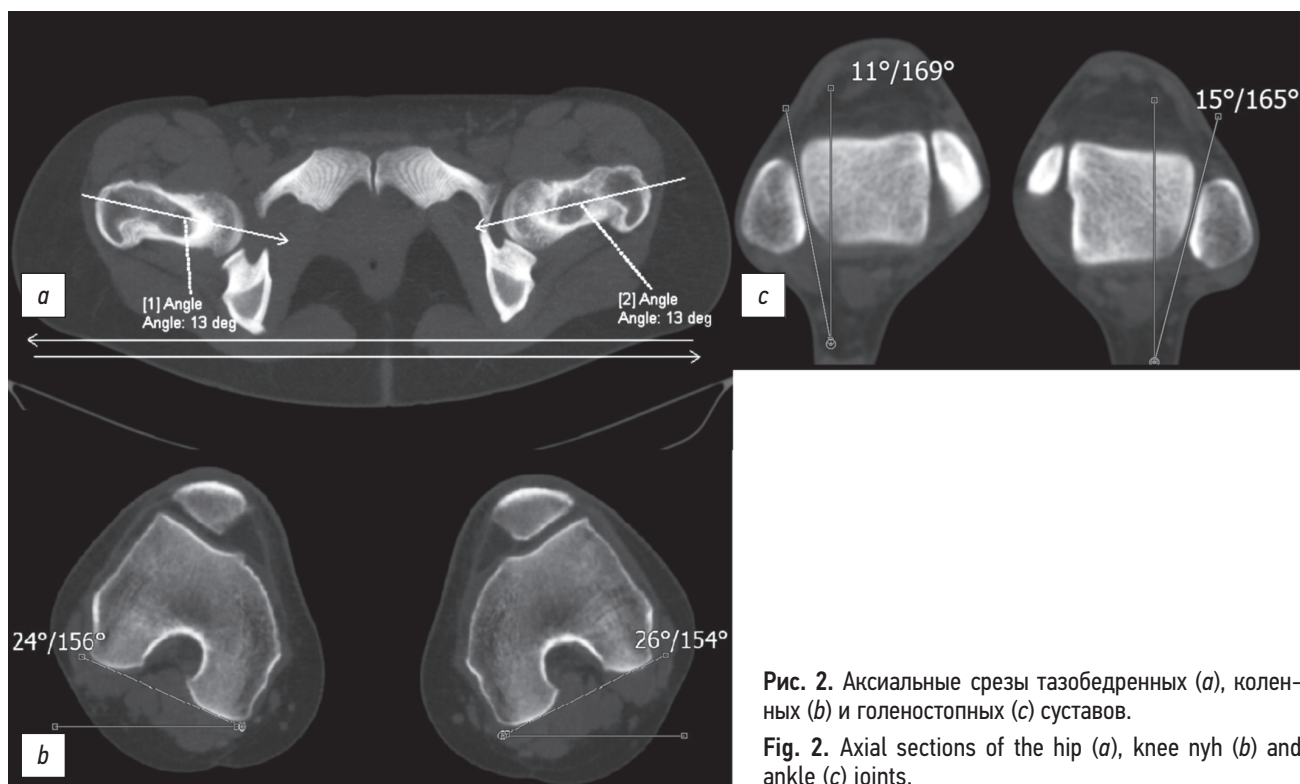 11°/169°
15°/165°
[1] Angle
Angle: 13 deg
[2] Angle
Angle: 13 deg
a
c
24°/156°
26°/154°
b
Рис. 2. Аксиальные срезы тазобедренных (a), колен-
ных (b) и голеностопных (c) суставов.
Fig. 2. Axial sections of the hip (a), knee nyh (b) and
ankle (c) joints.